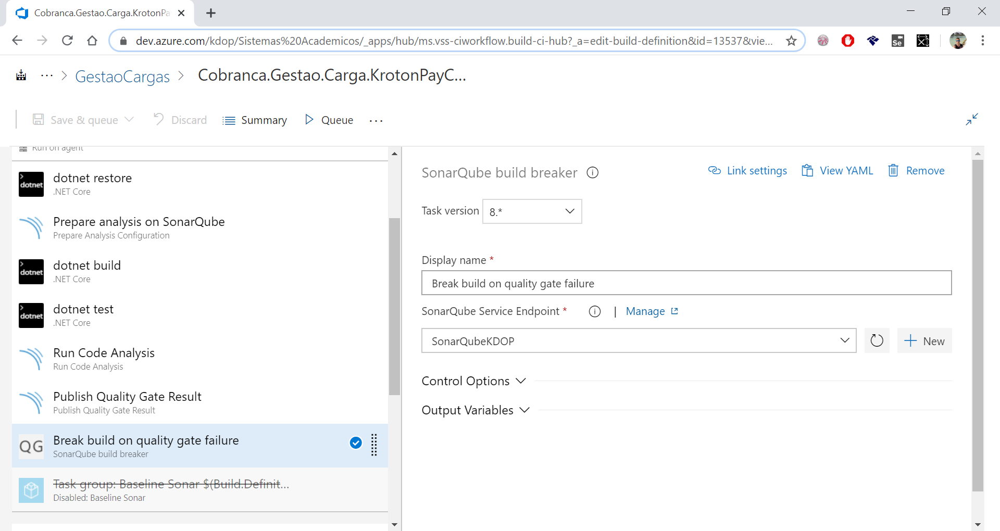 Cobranca.Gestao.Carga.KrotonPa
dev.azure.com/kdop/Sistemas%20Academicos/_apps/hub/ms.vss-ciworkflow.build-ci-hub?_a=edit-build-definition&id=13537&vie...
Se
... > GestaoCargas > Cobranca.Gestao.Carga.KrotonPayC...
Save & queue
Discard
Summary
Queue
...
Run on agent
dotnet
dotnet restore
.NET Core
Prepare analysis on SonarQube
Prepare Analysis Configuration
dotnet
dotnet build
.NET Core
dotnet
dotnet test
.NET Core
Run Code Analysis
Run Code Analysis
Publish Quality Gate Result
Publish Quality Gate Result
QG
Break build on quality gate failure
SonarQube build breaker
Task group: Baseline Sonar $(Build.Definit...
Disabled: Baseline Sonar
SonarQube build breaker
Link settings
View YAML
Remove
Task version
8.*
Display name *
Break build on quality gate failure
SonarQube Service Endpoint *
| Manage
SonarQubeKDOP
New
Control Options
Output Variables